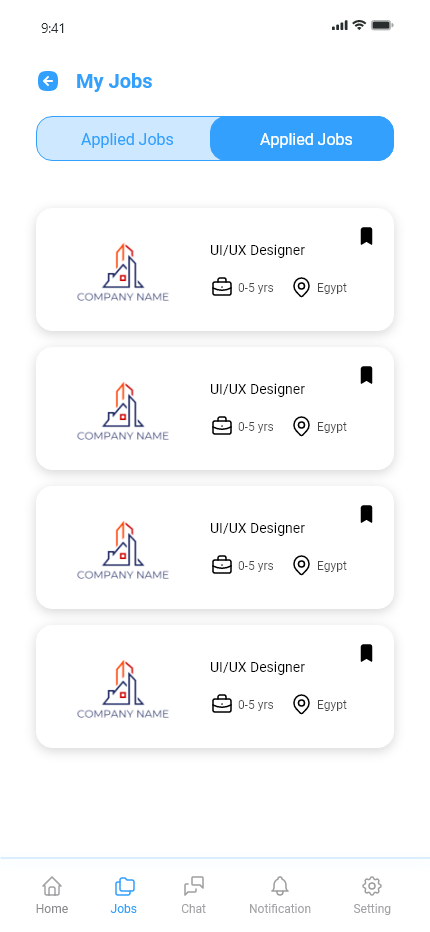 9:41
My Jobs
Applied Jobs
Applied Jobs
UI/UX Designer
0-5 yrs
Egypt
COMPANY NAME
UI/UX Designer
0-5 yrs
Egypt
COMPANY NAME
UI/UX Designer
0-5 yrs
Egypt
COMPANY NAME
UI/UX Designer
0-5 yrs
Egypt
COMPANY NAME
Home
Jobs
Chat
Notification
Setting